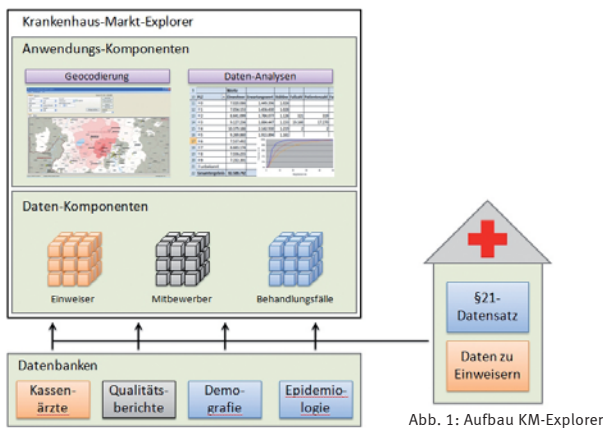 Krankenhaus-Markt-Explorer
Anwendungs-Komponenten
Geocodierung
Daten-Analysen
Daten-Komponenten
Einweiser
Mitbewerber
Behandlungsfälle
Datenbanken
Kassen-
ärzte
Qualitäts-
berichte
Demo-
grafie
Epidemio-
logie
§21-
Datensatz
Daten zu
Einweisern
Abb. 1: Aufbau KM-Explorer